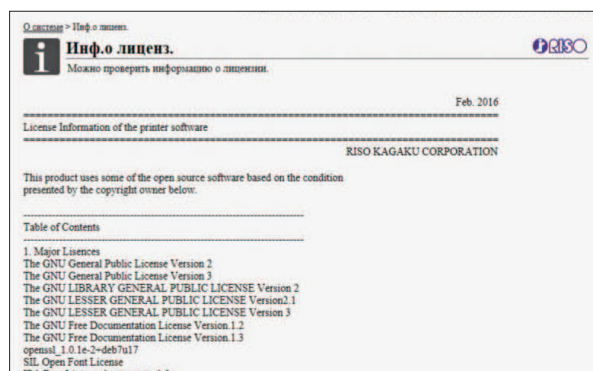 О системе > Инф.о лиценз.
Инф.о лиценз.
RISO
Можно проверить информацию о лицензии.
Feb. 2016
License Information of the printer software
RISO KAGAKU CORPORATION
This product uses some of the open source software based on the condition
presented by the copyright owner below.
Table of Contents
1. Major Lisences
The GNU General Public License Version 2
The GNU General Public License Version 3
The GNU LIBRARY GENERAL PUBLIC LICENSE Version 2
The GNU LESSER GENERAL PUBLIC LICENSE Version2.1
The GNU LESSER GENERAL PUBLIC LICENSE Version 3
The GNU Free Documentation License Version.1.2
The GNU Free Documentation License Version.1.3
openssl_1.0.1e-2+deb7u17
SIL Open Font License